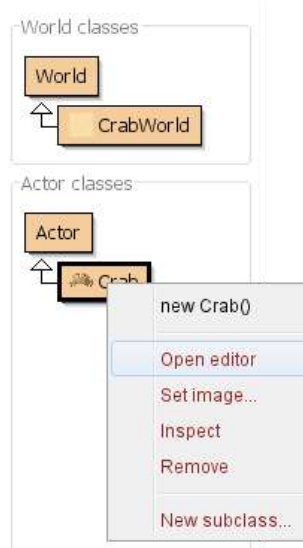 World classes
World
CrabWorld
Actor classes
Actor
Crab
new Crab()
Open editor
Set image...
Inspect
Remove
New subclass...